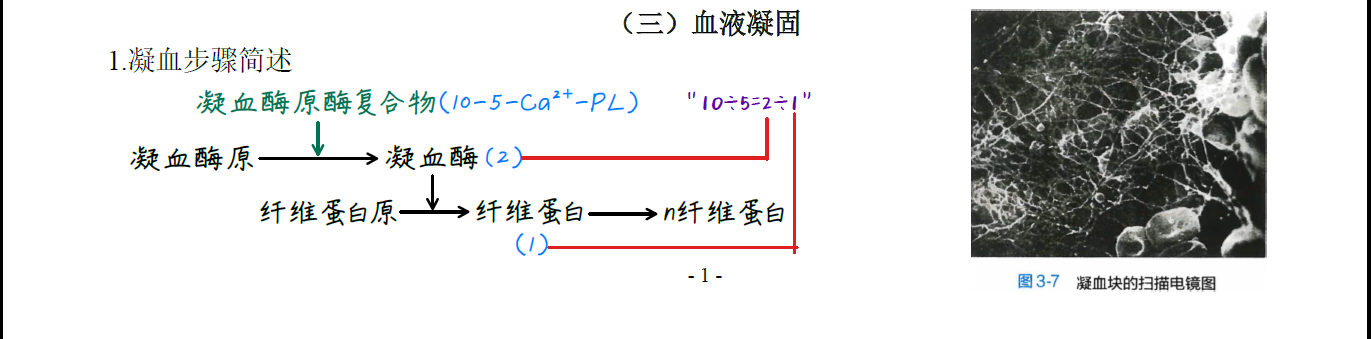 （三）血液凝固
1.凝血步骤简述
凝血酶原酶复合物(10-5-Ca²⁺-PL) "10÷5=2÷1"
凝血酶原 凝血酶(2)
纤维蛋白原 纤维蛋白 n纤维蛋白
(1)
- 1 -
图3-7 凝血块的扫描电镜图